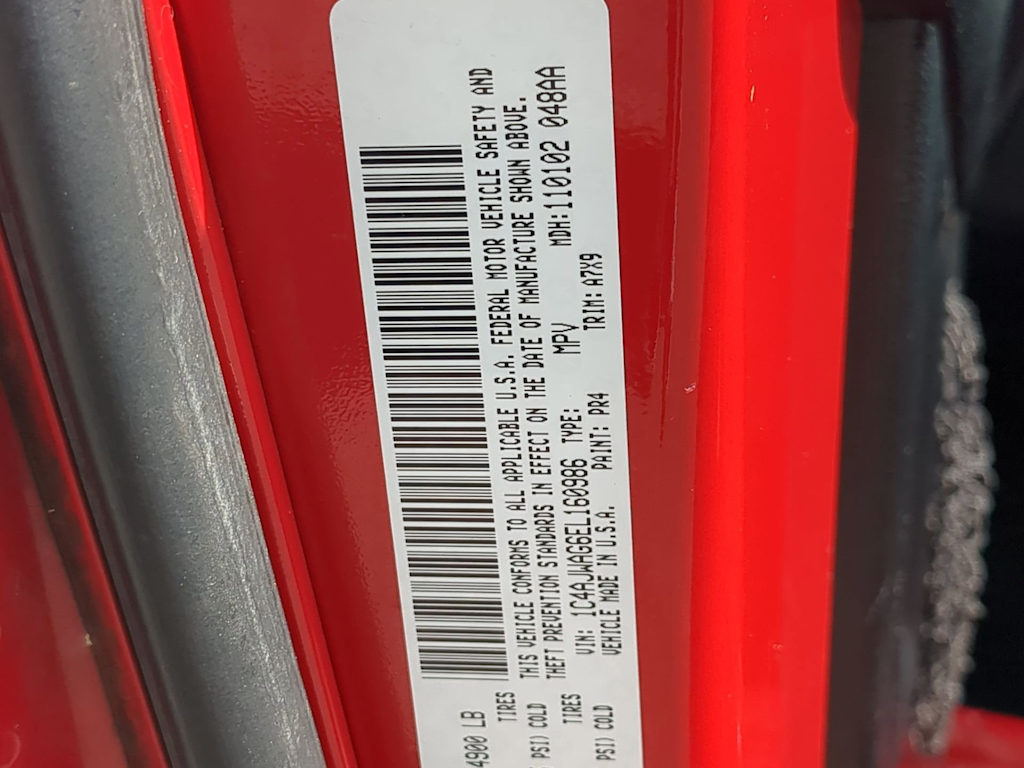 4900 LB
TIRES
PSI) COLD
TIRES
PSI) COLD
THIS VEHICLE CONFORMS TO ALL APPLICABLE U.S.A. FEDERAL MOTOR VEHICLE SAFETY AND
THEFT PREVENTION STANDARDS IN EFFECT ON THE DATE OF MANUFACTURE SHOWN ABOVE.
VIN: 1C4AJWAG6EL160986 TYPE: MPV MDH:110102 048AA
VEHICLE MADE IN U.S.A. PAINT: PR4 TRIM: A7X9